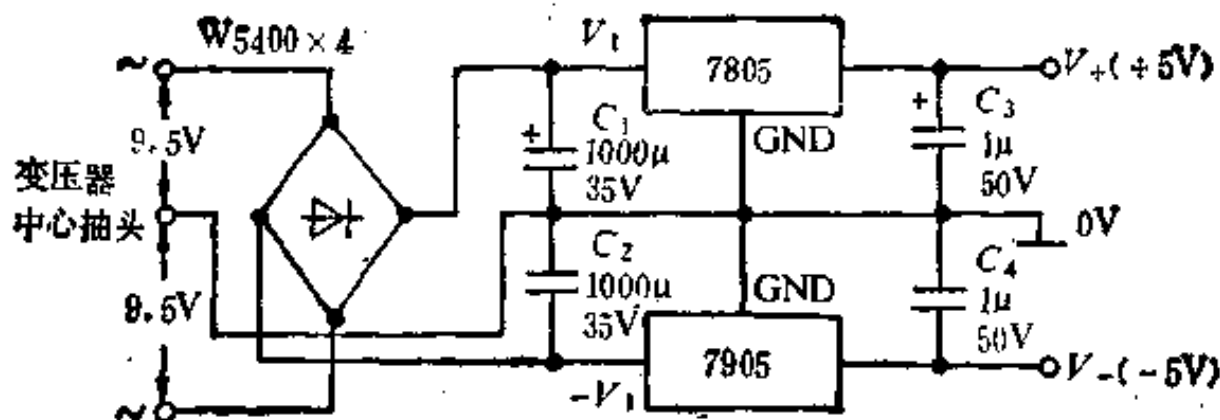 W5400×4
~
9.5V
变压器
中心抽头
9.5V
~
V₁
7805
GND
C₁
1000μ
35V
+
V₊(+5V)
+
C₃
1μ
50V
0V
C₂
1000μ
35V
GND
7905
-V₁
C₄
1μ
50V
V₋(-5V)